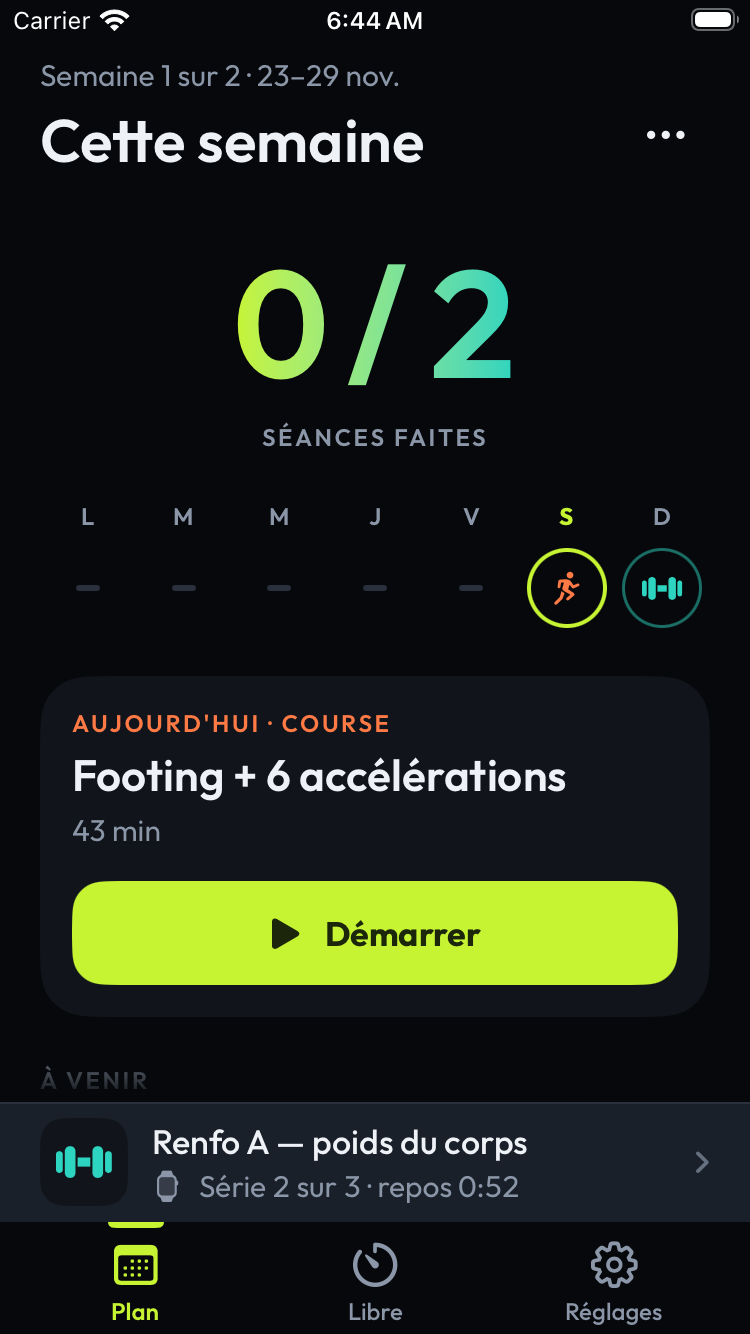 Carrier 6:44 AM
Semaine 1 sur 2 · 23–29 nov.
Cette semaine
0/2
SÉANCES FAITES
L M M J V S D
AUJOURD'HUI · COURSE
Footing + 6 accélérations
43 min
Démarrer
À VENIR
Renfo A — poids du corps
Série 2 sur 3 · repos 0:52
Plan Libre Réglages